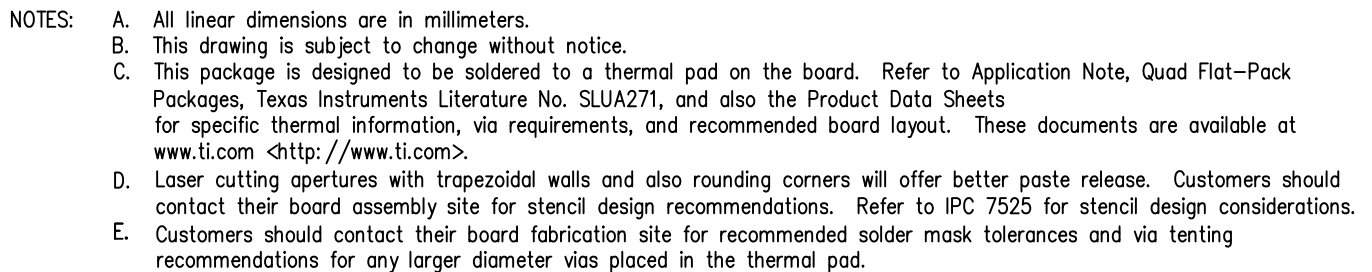 NOTES: A. All linear dimensions are in millimeters.
B. This drawing is subject to change without notice.
C. This package is designed to be soldered to a thermal pad on the board. Refer to Application Note, Quad Flat-Pack
Packages, Texas Instruments Literature No. SLUA271, and also the Product Data Sheets
for specific thermal information, via requirements, and recommended board layout. These documents are available at
www.ti.com <http://www.ti.com>.
D. Laser cutting apertures with trapezoidal walls and also rounding corners will offer better paste release. Customers should
contact their board assembly site for stencil design recommendations. Refer to IPC 7525 for stencil design considerations.
E. Customers should contact their board fabrication site for recommended solder mask tolerances and via tenting
recommendations for any larger diameter vias placed in the thermal pad.